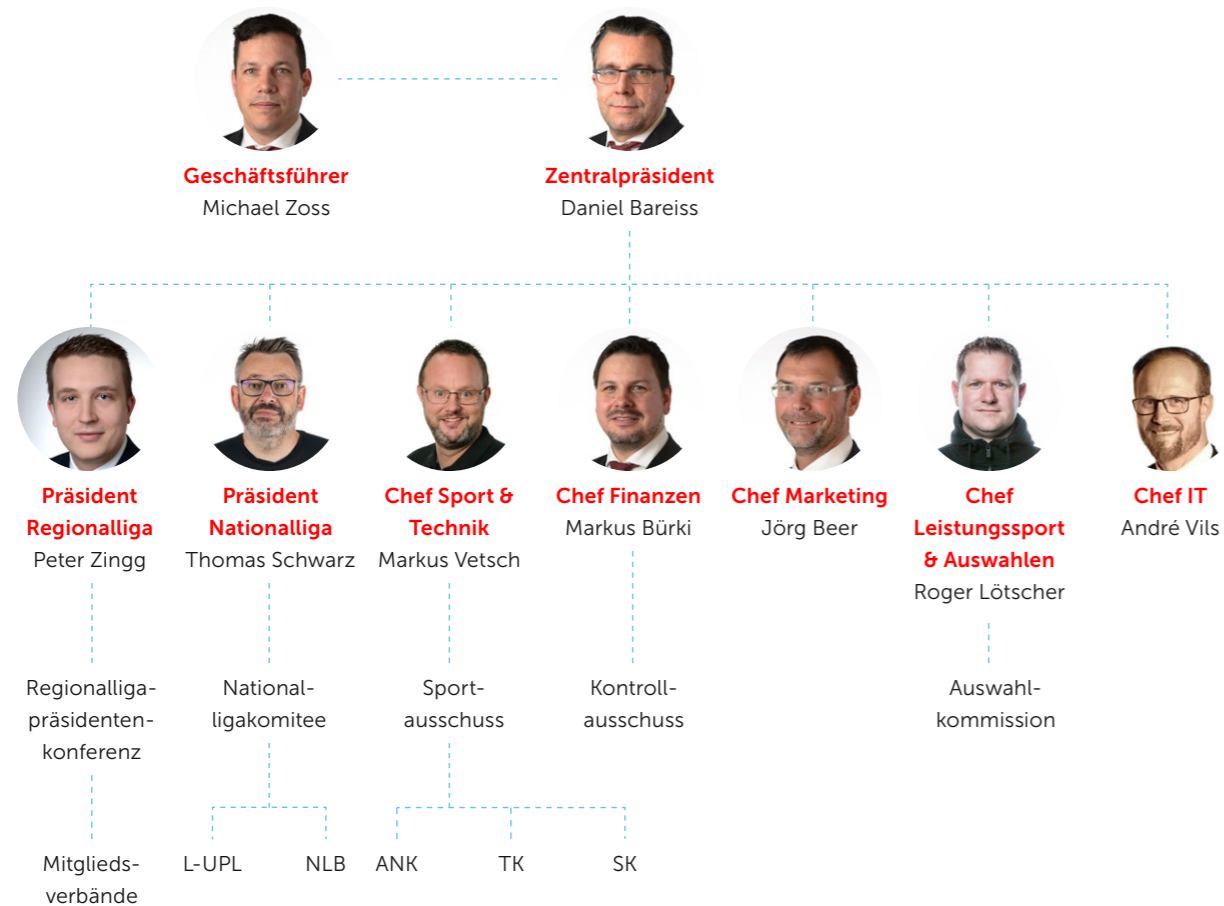 Geschäftsführer
Michael Zoss
Zentralpräsident
Daniel Bareiss
Präsident
Regionalliga
Peter Zingg
Präsident
Nationalliga
Thomas Schwarz
Chef Sport &
Technik
Markus Vetsch
Chef Finanzen
Markus Bürki
Chef Marketing
Jörg Beer
Chef
Leistungssport
& Auswahlen
Roger Lötscher
Chef IT
André Vils
Regionalliga-
präsidenten-
konferenz
National-
ligakomitee
Sport-
ausschuss
Kontroll-
ausschuss
Auswahl-
kommission
Mitglieds-
verbände
L-UPL
NLB
ANK
TK
SK